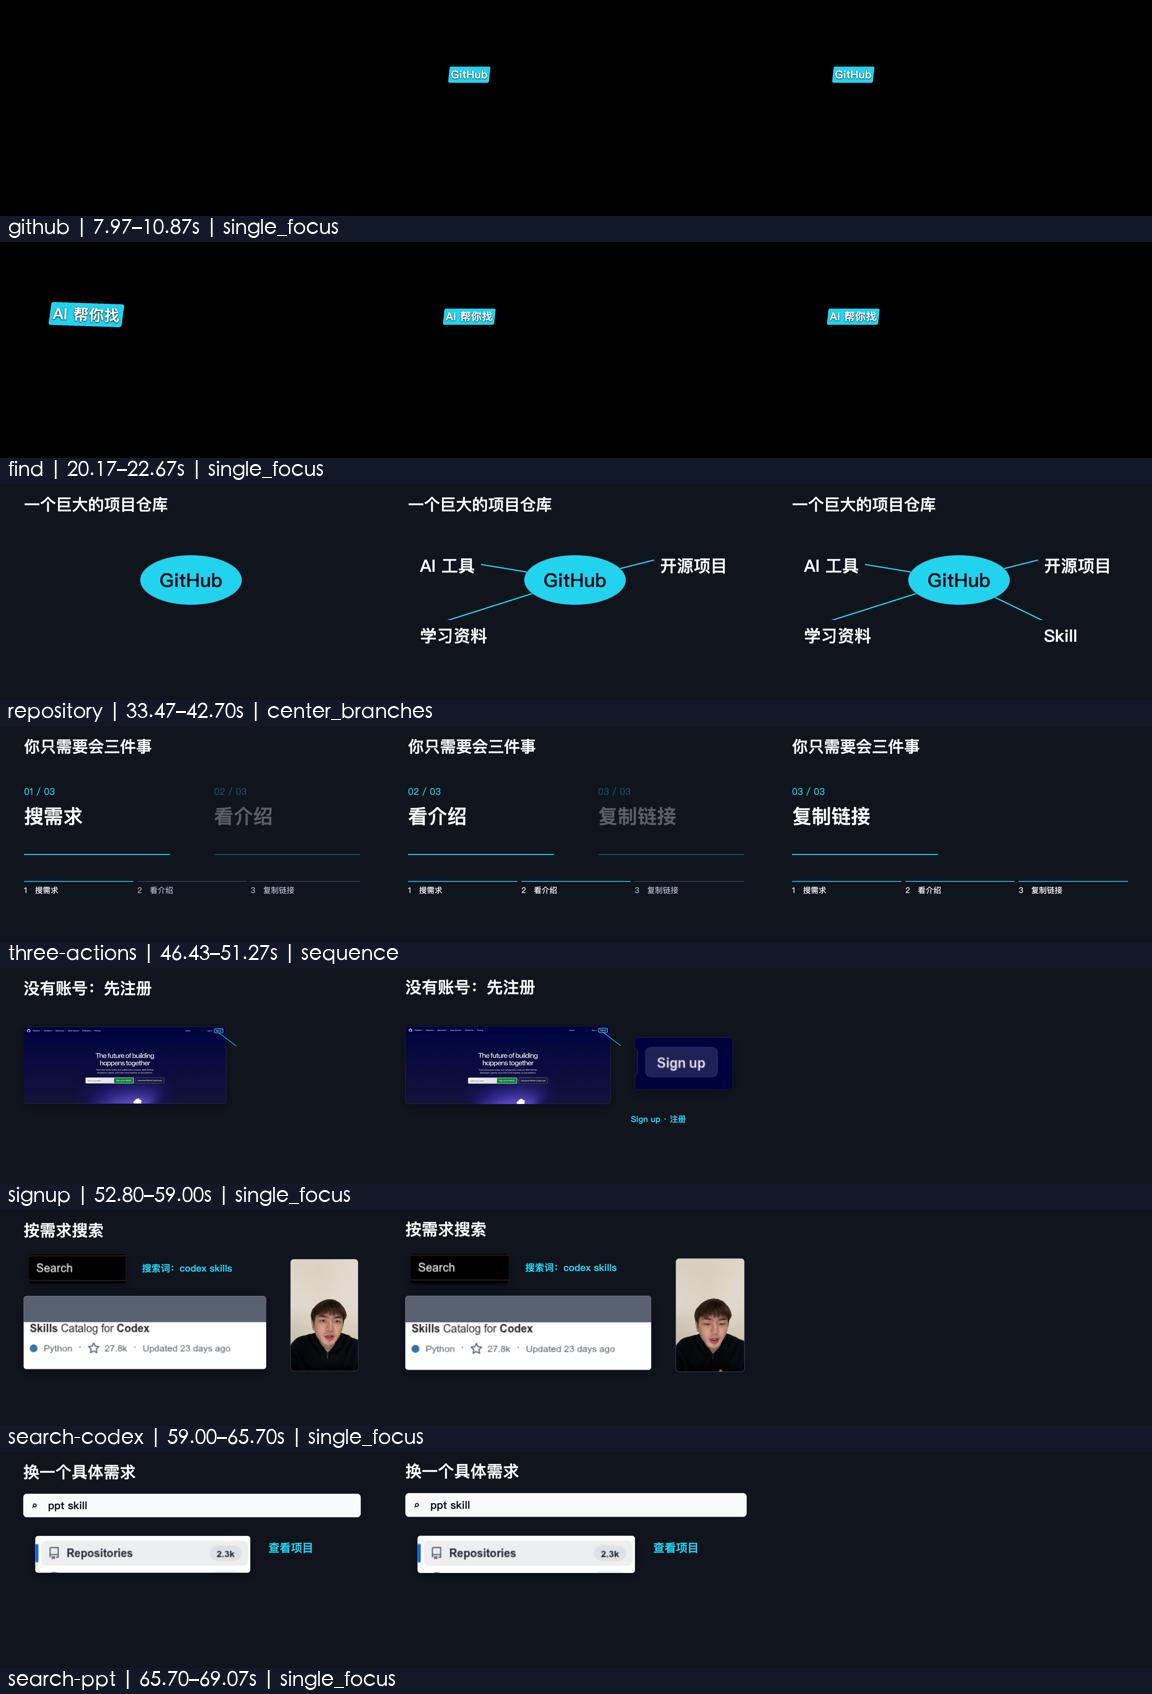 GitHub
GitHub
github | 7.97–10.87s | single_focus
AI 帮你找
AI 帮你找
AI 帮你找
find | 20.17–22.67s | single_focus
一个巨大的项目仓库
一个巨大的项目仓库
一个巨大的项目仓库
GitHub
AI 工具
GitHub
开源项目
学习资料
AI 工具
GitHub
开源项目
学习资料
Skill
repository | 33.47–42.70s | center_branches
你只需要会三件事
你只需要会三件事
你只需要会三件事
01 / 03
02 / 03
02 / 03
03 / 03
03 / 03
搜需求
看介绍
看介绍
复制链接
复制链接
1 搜需求
2 看介绍
3 复制链接
1 搜需求
2 看介绍
3 复制链接
1 搜需求
2 看介绍
3 复制链接
three-actions | 46.43–51.27s | sequence
没有账号：先注册
没有账号：先注册
The future of building
happens together
The future of building
happens together
Sign up
Sign up · 注册
signup | 52.80–59.00s | single_focus
按需求搜索
按需求搜索
Search
搜索词：codex skills
Search
搜索词：codex skills
Skills Catalog for Codex
Python · 27.8k · Updated 23 days ago
Skills Catalog for Codex
Python · 27.8k · Updated 23 days ago
search-codex | 59.00–65.70s | single_focus
换一个具体需求
换一个具体需求
ppt skill
ppt skill
Repositories 2.3k
查看项目
Repositories 2.3k
查看项目
search-ppt | 65.70–69.07s | single_focus